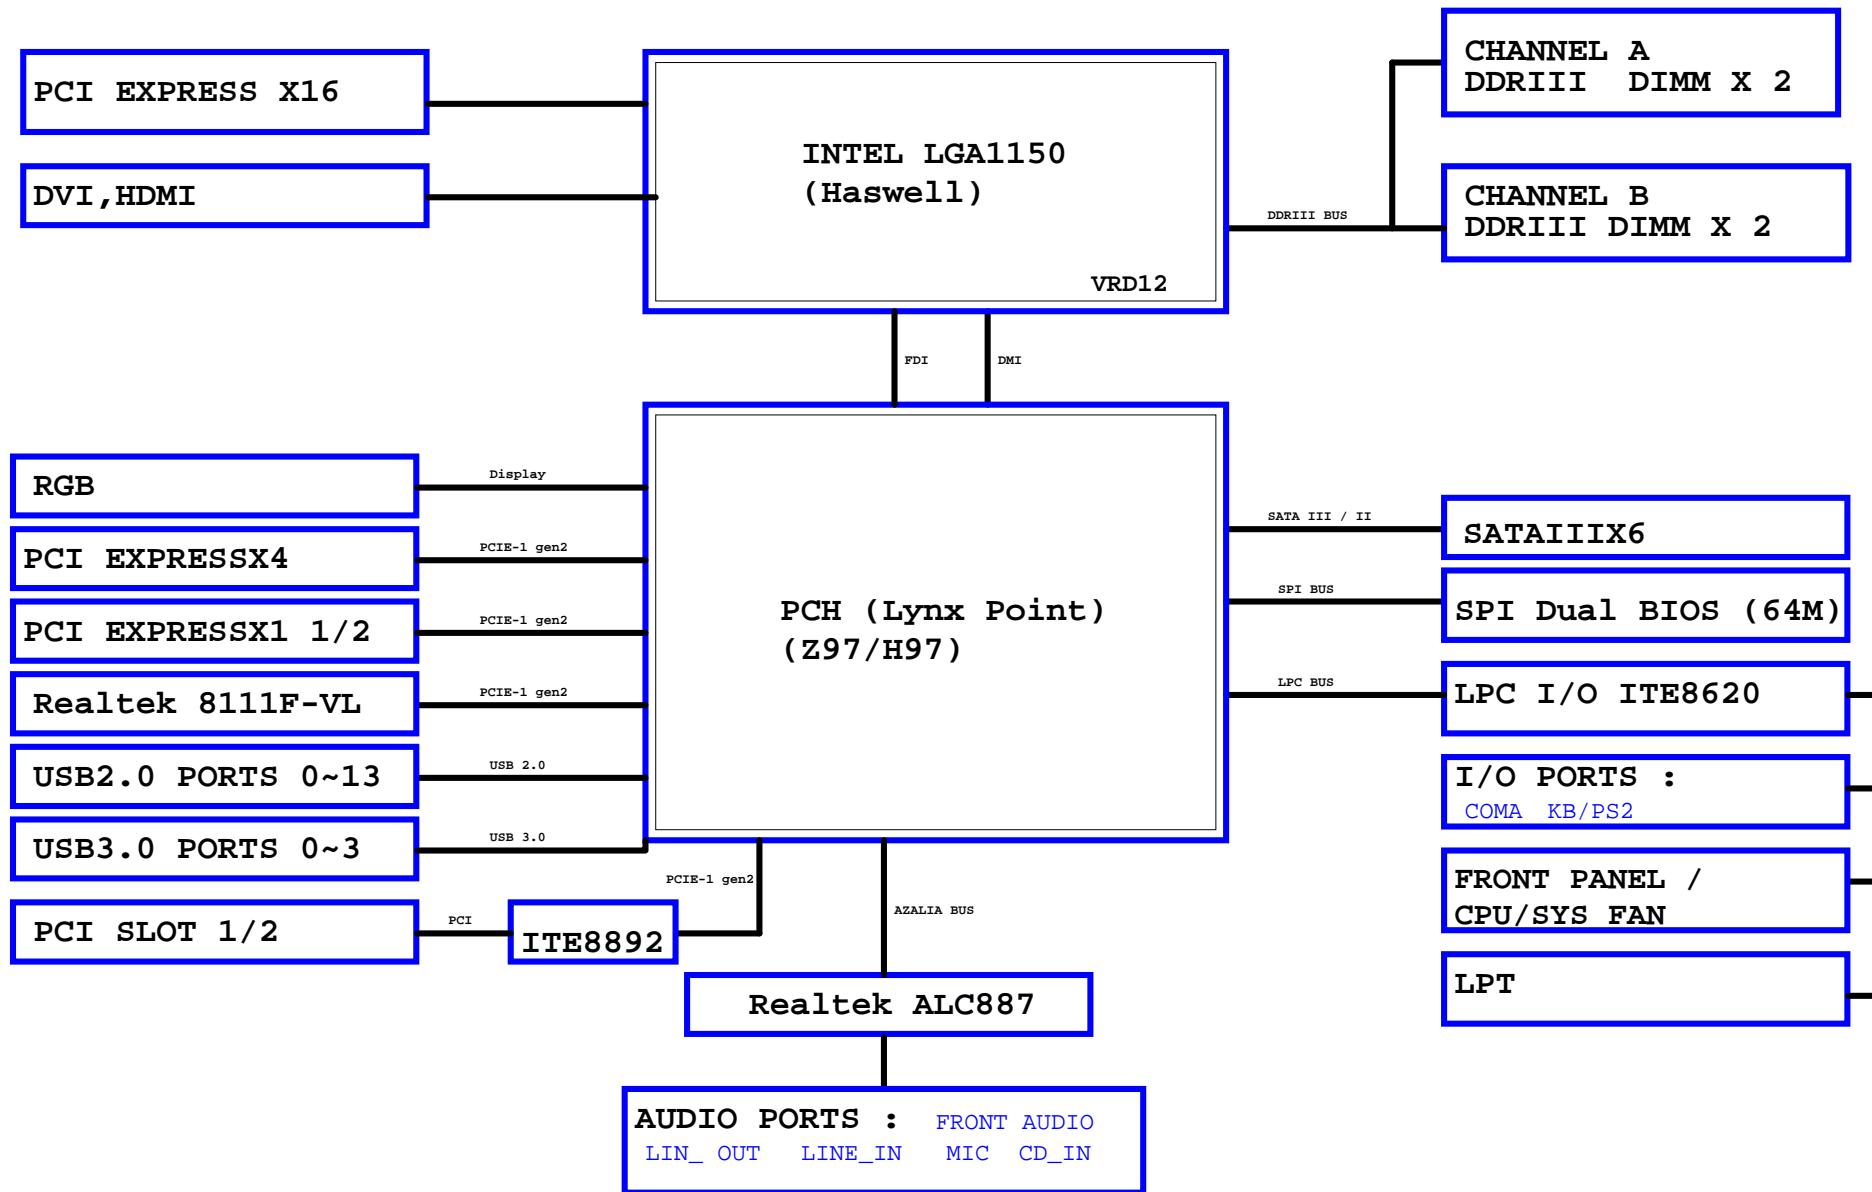 PCI EXPRESS X16
DVI,HDMI
INTEL LGA1150
(Haswell)
VRD12
DDRIII BUS
CHANNEL A
DDRIII DIMM X 2
CHANNEL B
DDRIII DIMM X 2
FDI
DMI
RGB
Display
PCI EXPRESSX4
PCIE-1 gen2
PCI EXPRESSX1 1/2
PCIE-1 gen2
Realtek 8111F-VL
PCIE-1 gen2
USB2.0 PORTS 0~13
USB 2.0
USB3.0 PORTS 0~3
USB 3.0
PCI SLOT 1/2
PCI
ITE8892
PCIE-1 gen2
PCH (Lynx Point)
(Z97/H97)
SATA III / II
SATAIIIX6
SPI BUS
SPI Dual BIOS (64M)
LPC BUS
LPC I/O ITE8620
I/O PORTS :
COMA KB/PS2
FRONT PANEL /
CPU/SYS FAN
LPT
AZALIA BUS
Realtek ALC887
AUDIO PORTS : FRONT AUDIO
LIN_ OUT LINE_IN MIC CD_IN